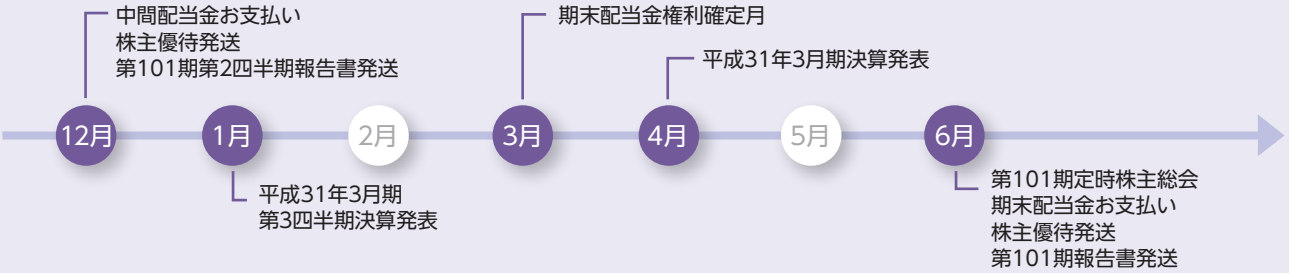 中間配当金お支払い
株主優待発送
第101期第2四半期報告書発送
期末配当金権利確定月
平成31年3月期決算発表
12月
1月
2月
3月
4月
5月
6月
平成31年3月期
第3四半期決算発表
第101期定時株主総会
期末配当金お支払い
株主優待発送
第101期報告書発送